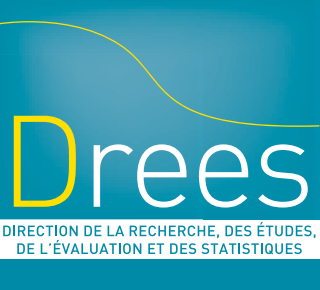 Drees
DIRECTION DE LA RECHERCHE, DES ÉTUDES,
DE L'ÉVALUATION ET DES STATISTIQUES